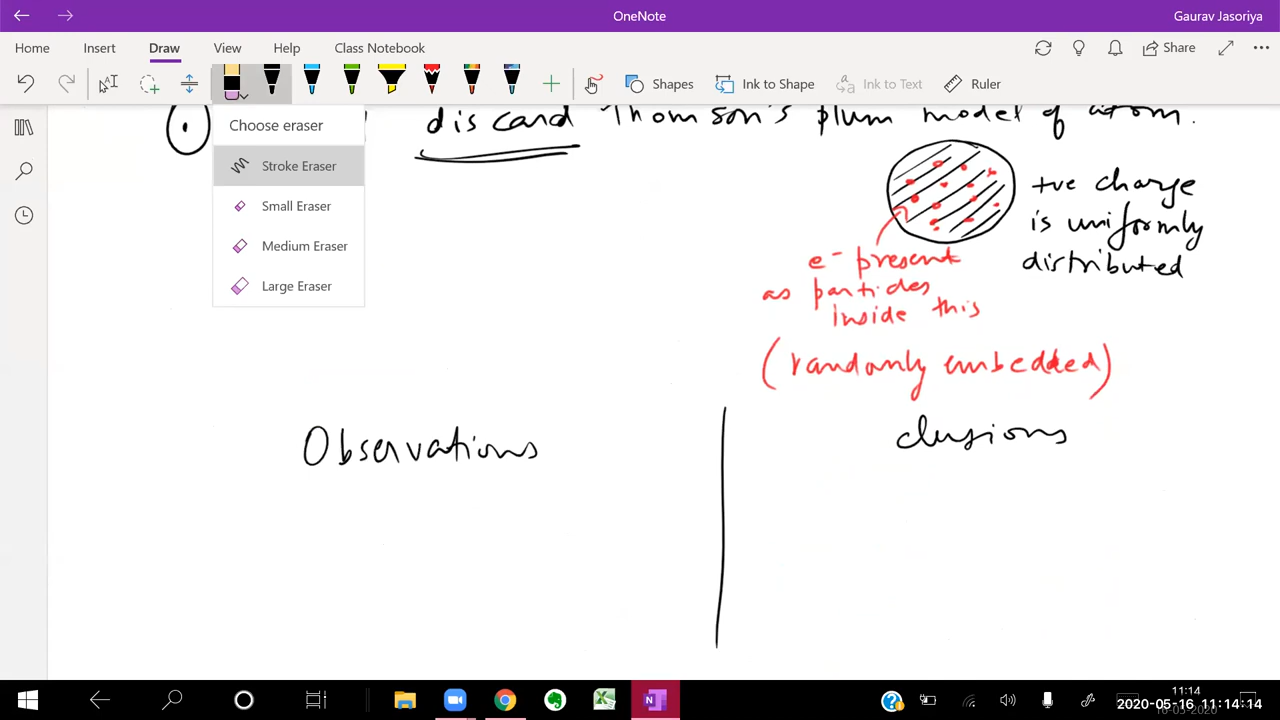 OneNote
Gaurav Jasoriya
Home Insert Draw View Help Class Notebook
Share
Shapes Ink to Shape Ink to Text Ruler
Choose eraser
Stroke Eraser
Small Eraser
Medium Eraser
Large Eraser
discard Thomson's plum model of atom.
+ve charge
is uniformly
distributed
e- present
as particles
inside this
(randomly embedded)
Observations
clusions
11:14
2020-05-16 11:14:14